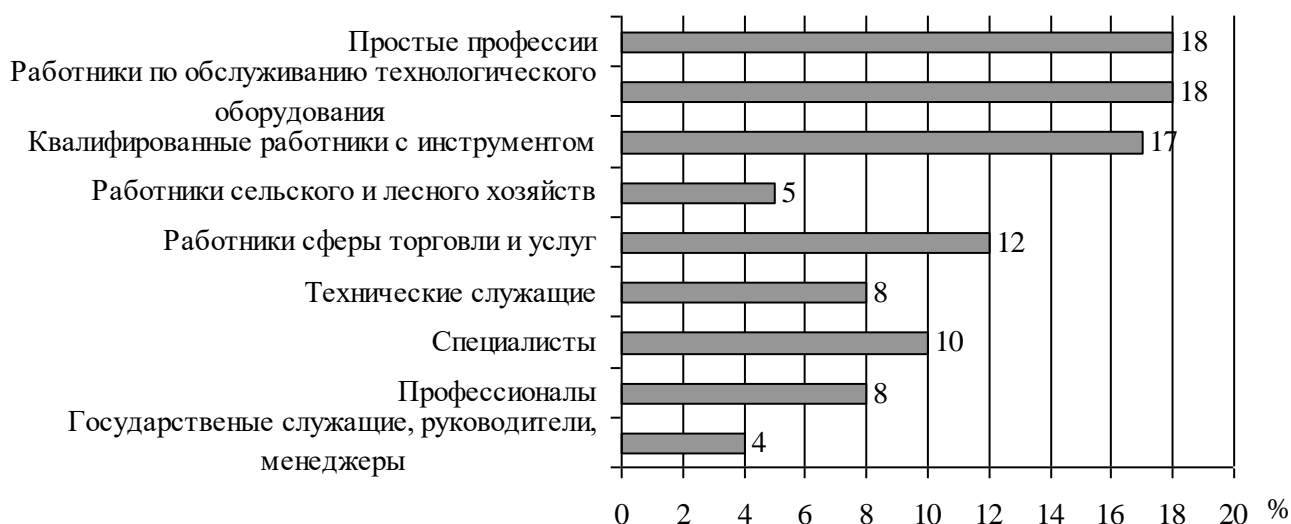 Простые профессии
18
Работники по обслуживанию технологического
оборудования
18
Квалифированные работники с инструментом
17
Работники сельского и лесного хозяйств
5
Работники сферы торговли и услуг
12
Технические служащие
8
Специалисты
10
Профессионалы
8
Государственые служащие, руководители,
менеджеры
4
0 2 4 6 8 10 12 14 16 18 20 %